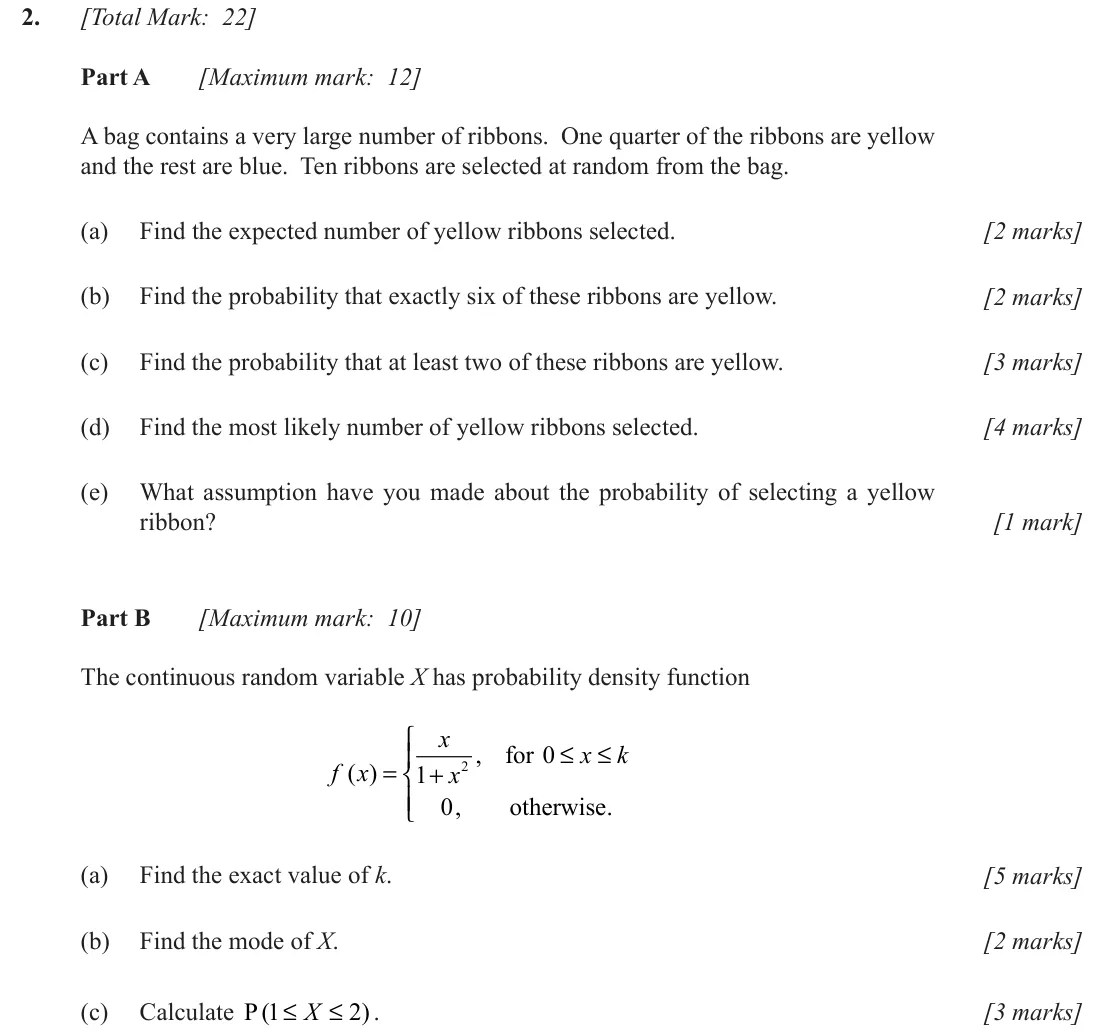 2. [Total Mark: 22]
Part A [Maximum mark: 12]
A bag contains a very large number of ribbons. One quarter of the ribbons are yellow
and the rest are blue. Ten ribbons are selected at random from the bag.
(a) Find the expected number of yellow ribbons selected. [2 marks]
(b) Find the probability that exactly six of these ribbons are yellow. [2 marks]
(c) Find the probability that at least two of these ribbons are yellow. [3 marks]
(d) Find the most likely number of yellow ribbons selected. [4 marks]
(e) What assumption have you made about the probability of selecting a yellow
ribbon? [1 mark]
Part B [Maximum mark: 10]
The continuous random variable X has probability density function
f (x) = { x / (1 + x²), for 0 ≤ x ≤ k
0, otherwise.
(a) Find the exact value of k. [5 marks]
(b) Find the mode of X. [2 marks]
(c) Calculate P(1 ≤ X ≤ 2). [3 marks]